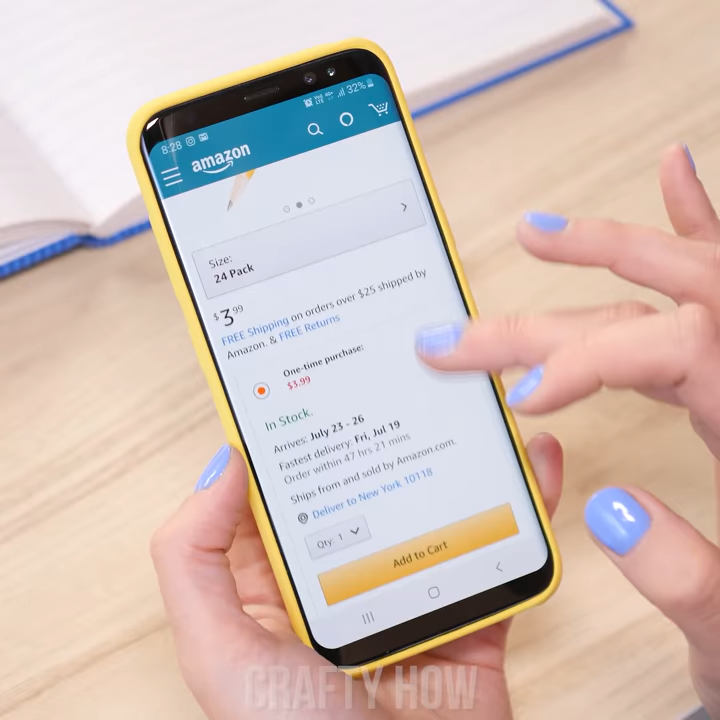 8:28
32%
amazon
Size:
24 Pack
$3.99
FREE Shipping on orders over $25 shipped by
Amazon, & FREE Returns
One-time purchase:
$3.99
In Stock.
Arrives: July 23 - 26
Fastest delivery: Fri, Jul 19
Order within 47 hrs 21 mins
Ships from and sold by Amazon.com.
Deliver to New York 10118
Qty: 1
Add to Cart
CRAFTY HOW